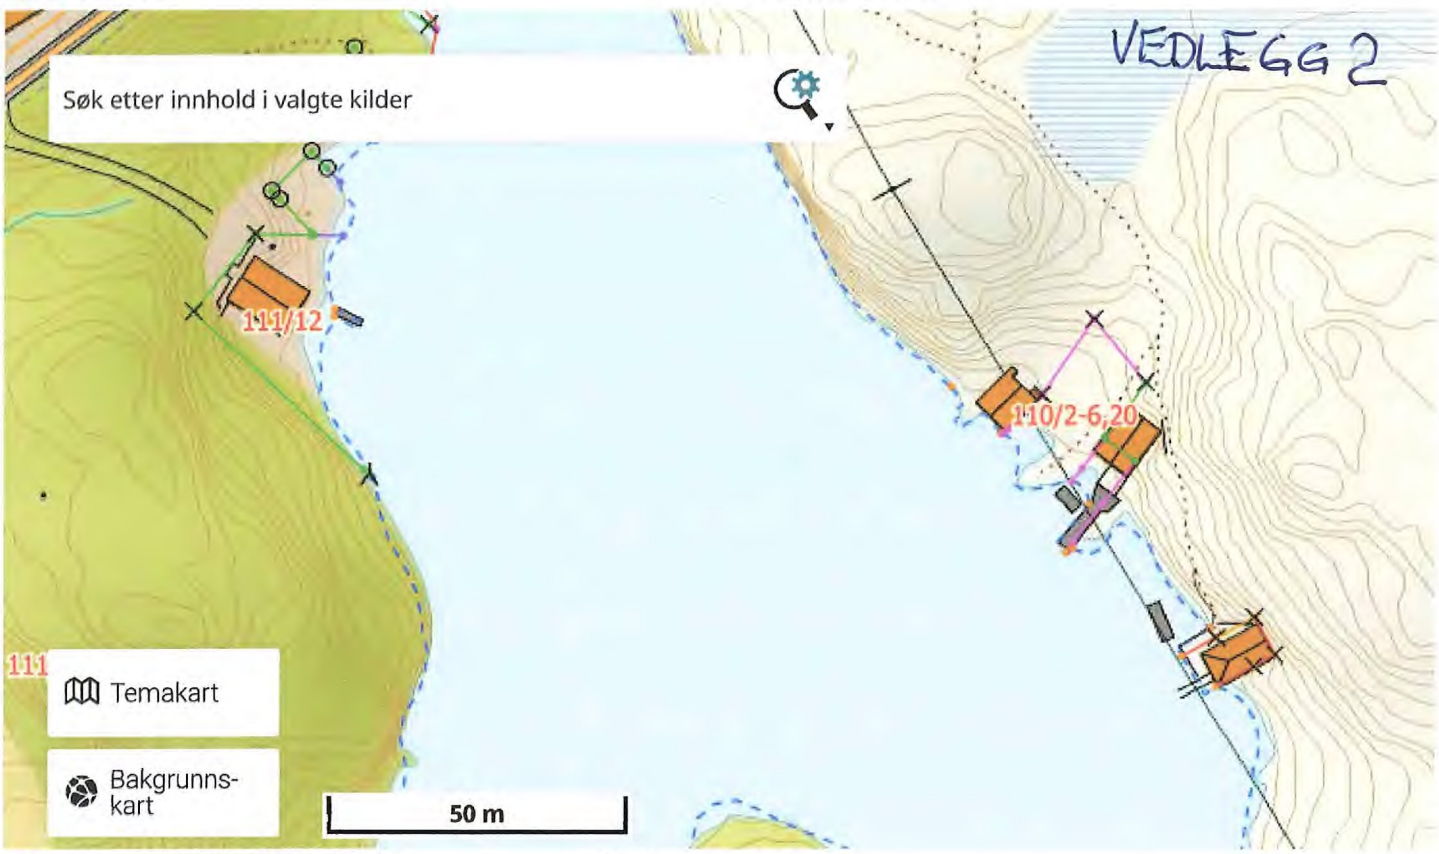 VEDLEGG 2
Søk etter innhold i valgte kilder
111/12
110/2-6,20
111
Temakart
Bakgrunns-
kart
50 m